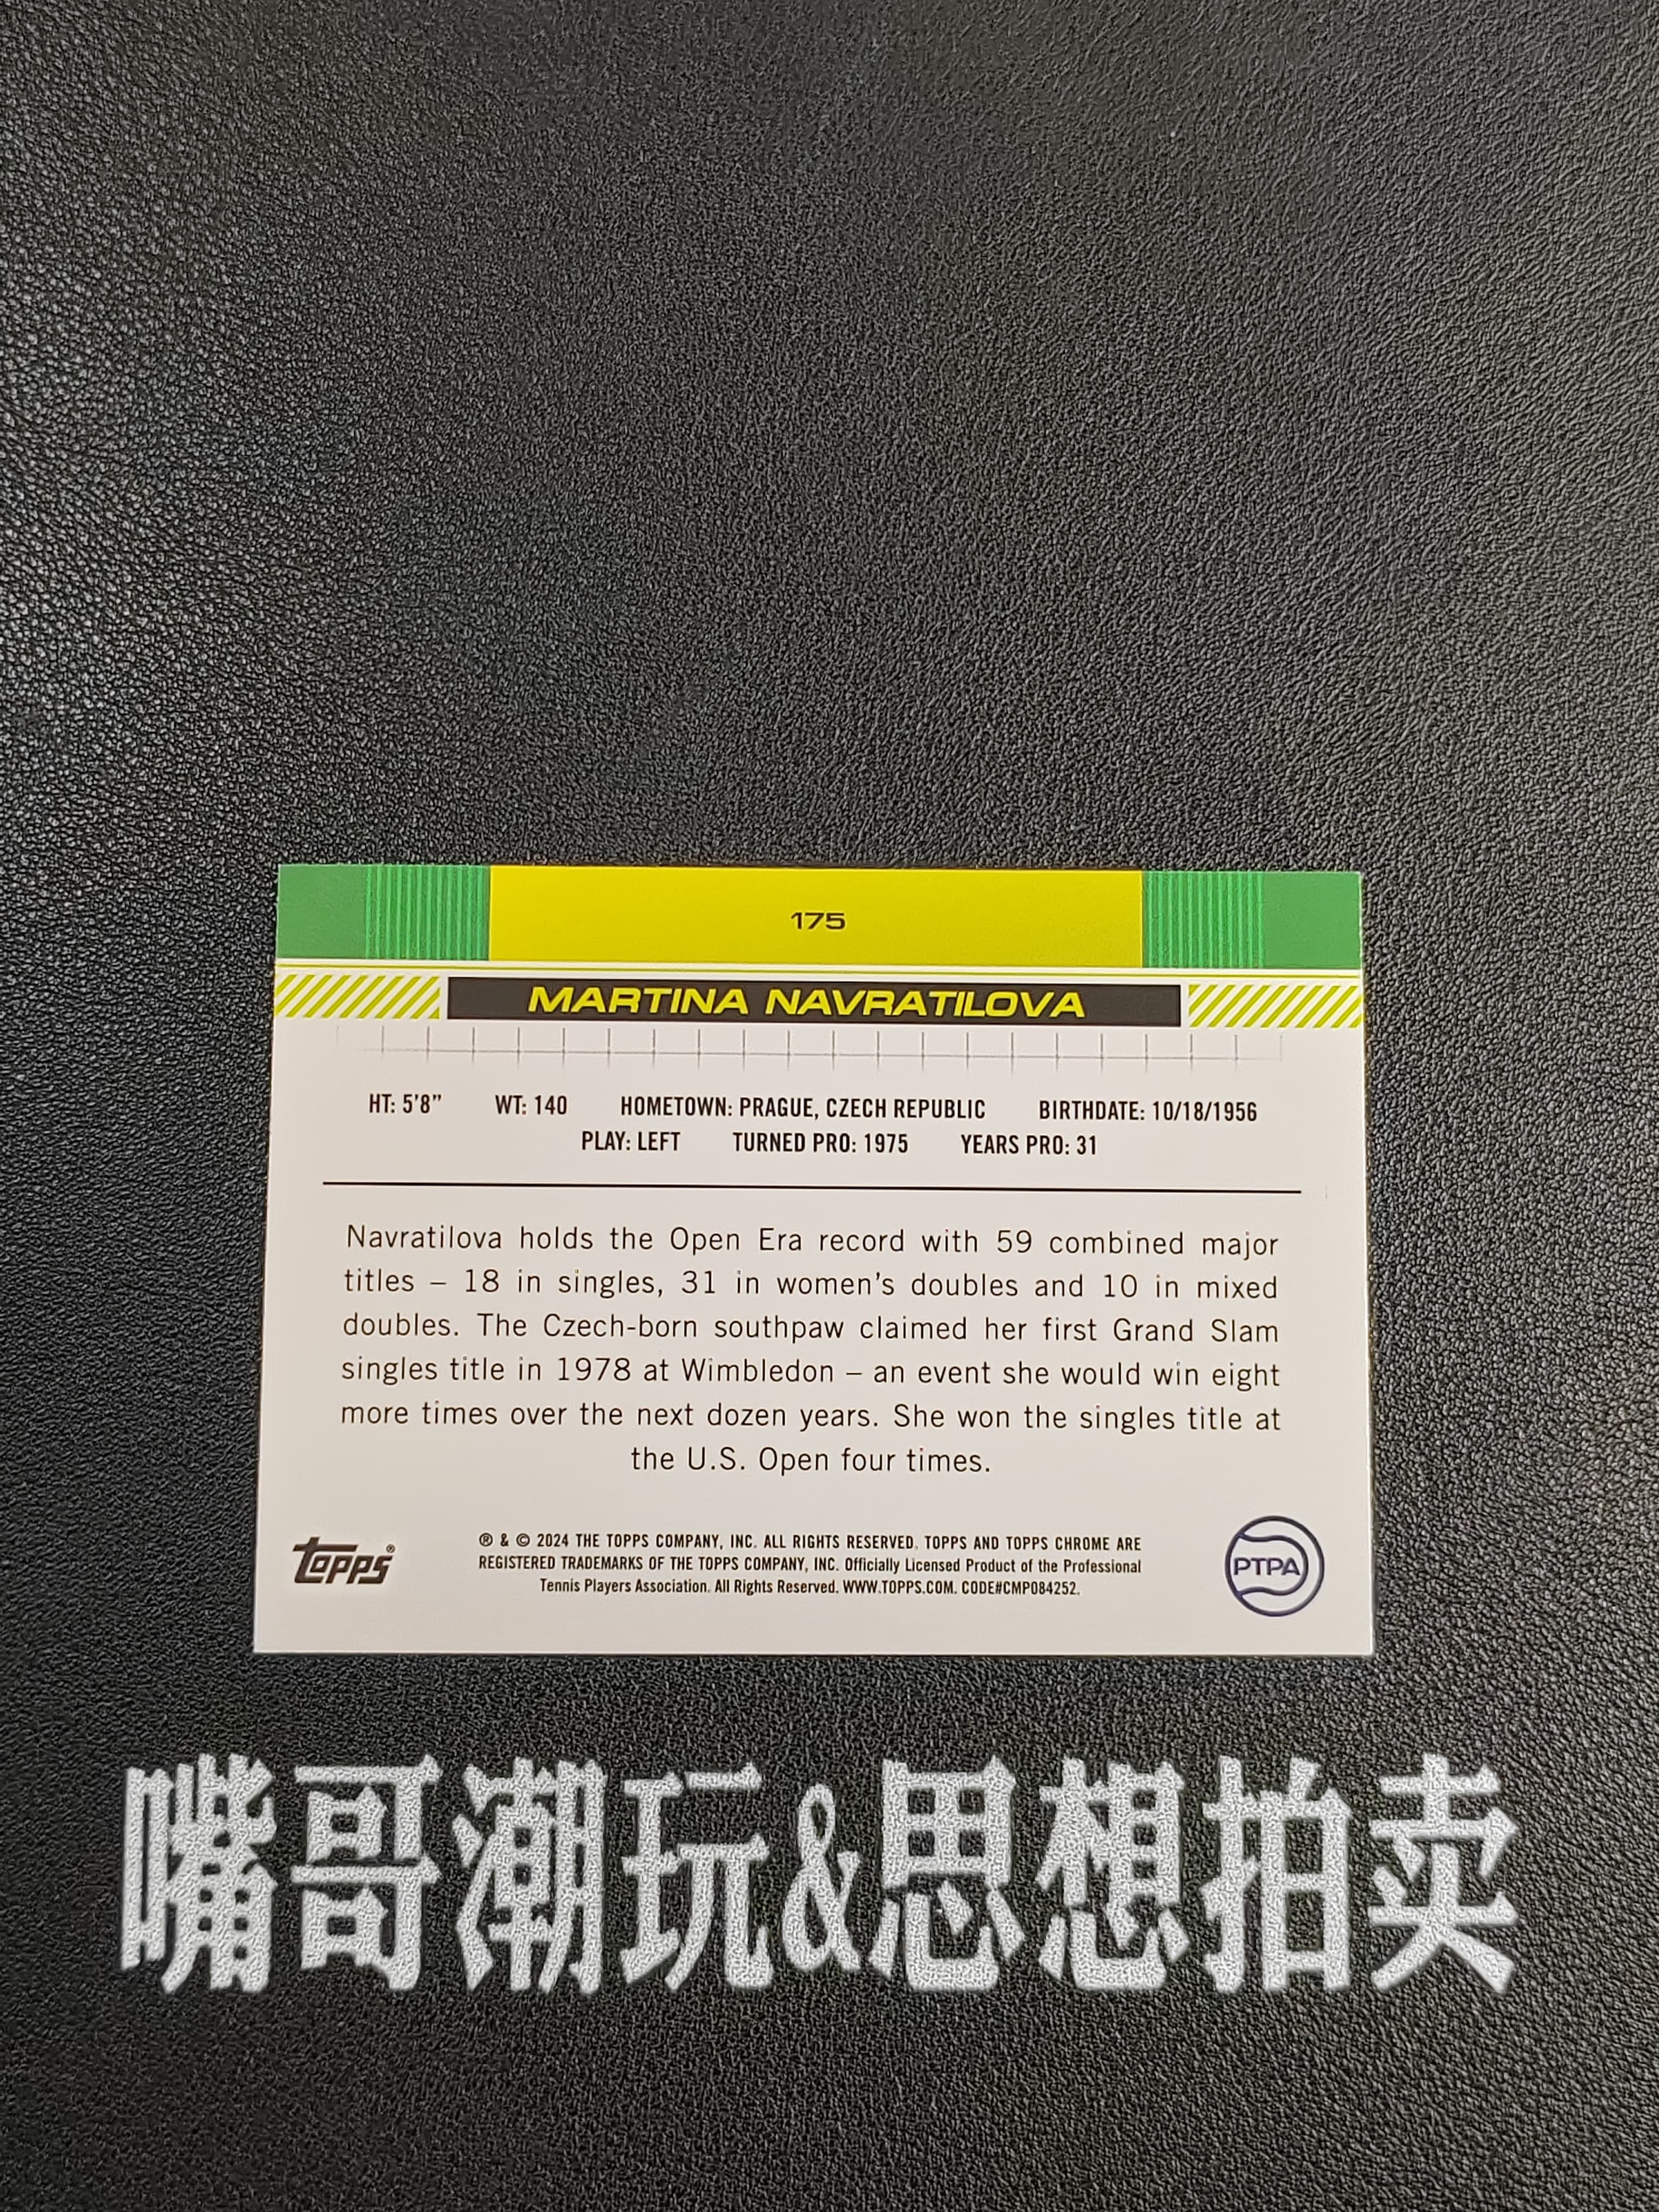 175
MARTINA NAVRATILOVA
HT: 5'8" WT: 140 HOMETOWN: PRAGUE, CZECH REPUBLIC BIRTHDATE: 10/18/1956
PLAY: LEFT TURNED PRO: 1975 YEARS PRO: 31
Navratilova holds the Open Era record with 59 combined major
titles – 18 in singles, 31 in women's doubles and 10 in mixed
doubles. The Czech-born southpaw claimed her first Grand Slam
singles title in 1978 at Wimbledon – an event she would win eight
more times over the next dozen years. She won the singles title at
the U.S. Open four times.
topps®
® & © 2024 THE TOPPS COMPANY, INC. ALL RIGHTS RESERVED. TOPPS AND TOPPS CHROME ARE
REGISTERED TRADEMARKS OF THE TOPPS COMPANY, INC. Officially Licensed Product of the Professional
Tennis Players Association. All Rights Reserved. WWW.TOPPS.COM. CODE#CMP084252.
PTPA
嘴哥潮玩&思想拍卖